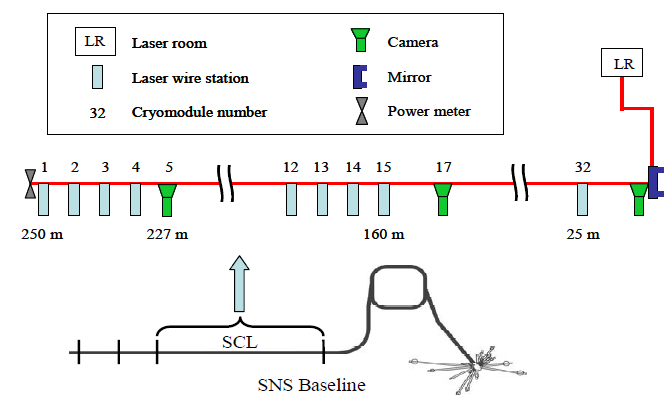 LR Laser room Camera
Laser wire station Mirror
32 Cryomodule number Power meter
LR
1 2 3 4 5 12 13 14 15 17 32
250 m 227 m 160 m 25 m
SCL
SNS Baseline